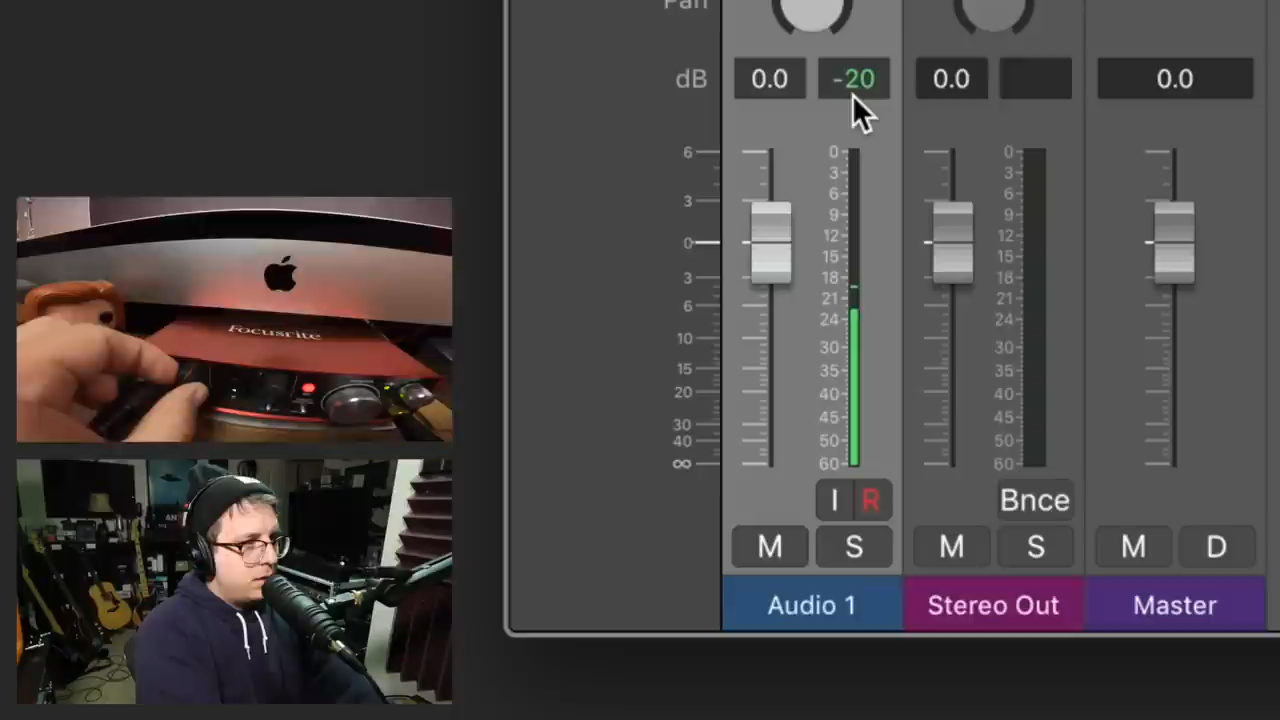 Pan
dB 0.0 -20 0.0 0.0
6 0 0
3 3
3 6 6
9 9
0 12 12
15 15
3 18 18
6 21 21
24 24
10 30 30
15 35 35
20 40 40
30 45 45
40 50 50
∞ 60 60
I R Bnce
M S M S M D
Audio 1 Stereo Out Master
Focusrite